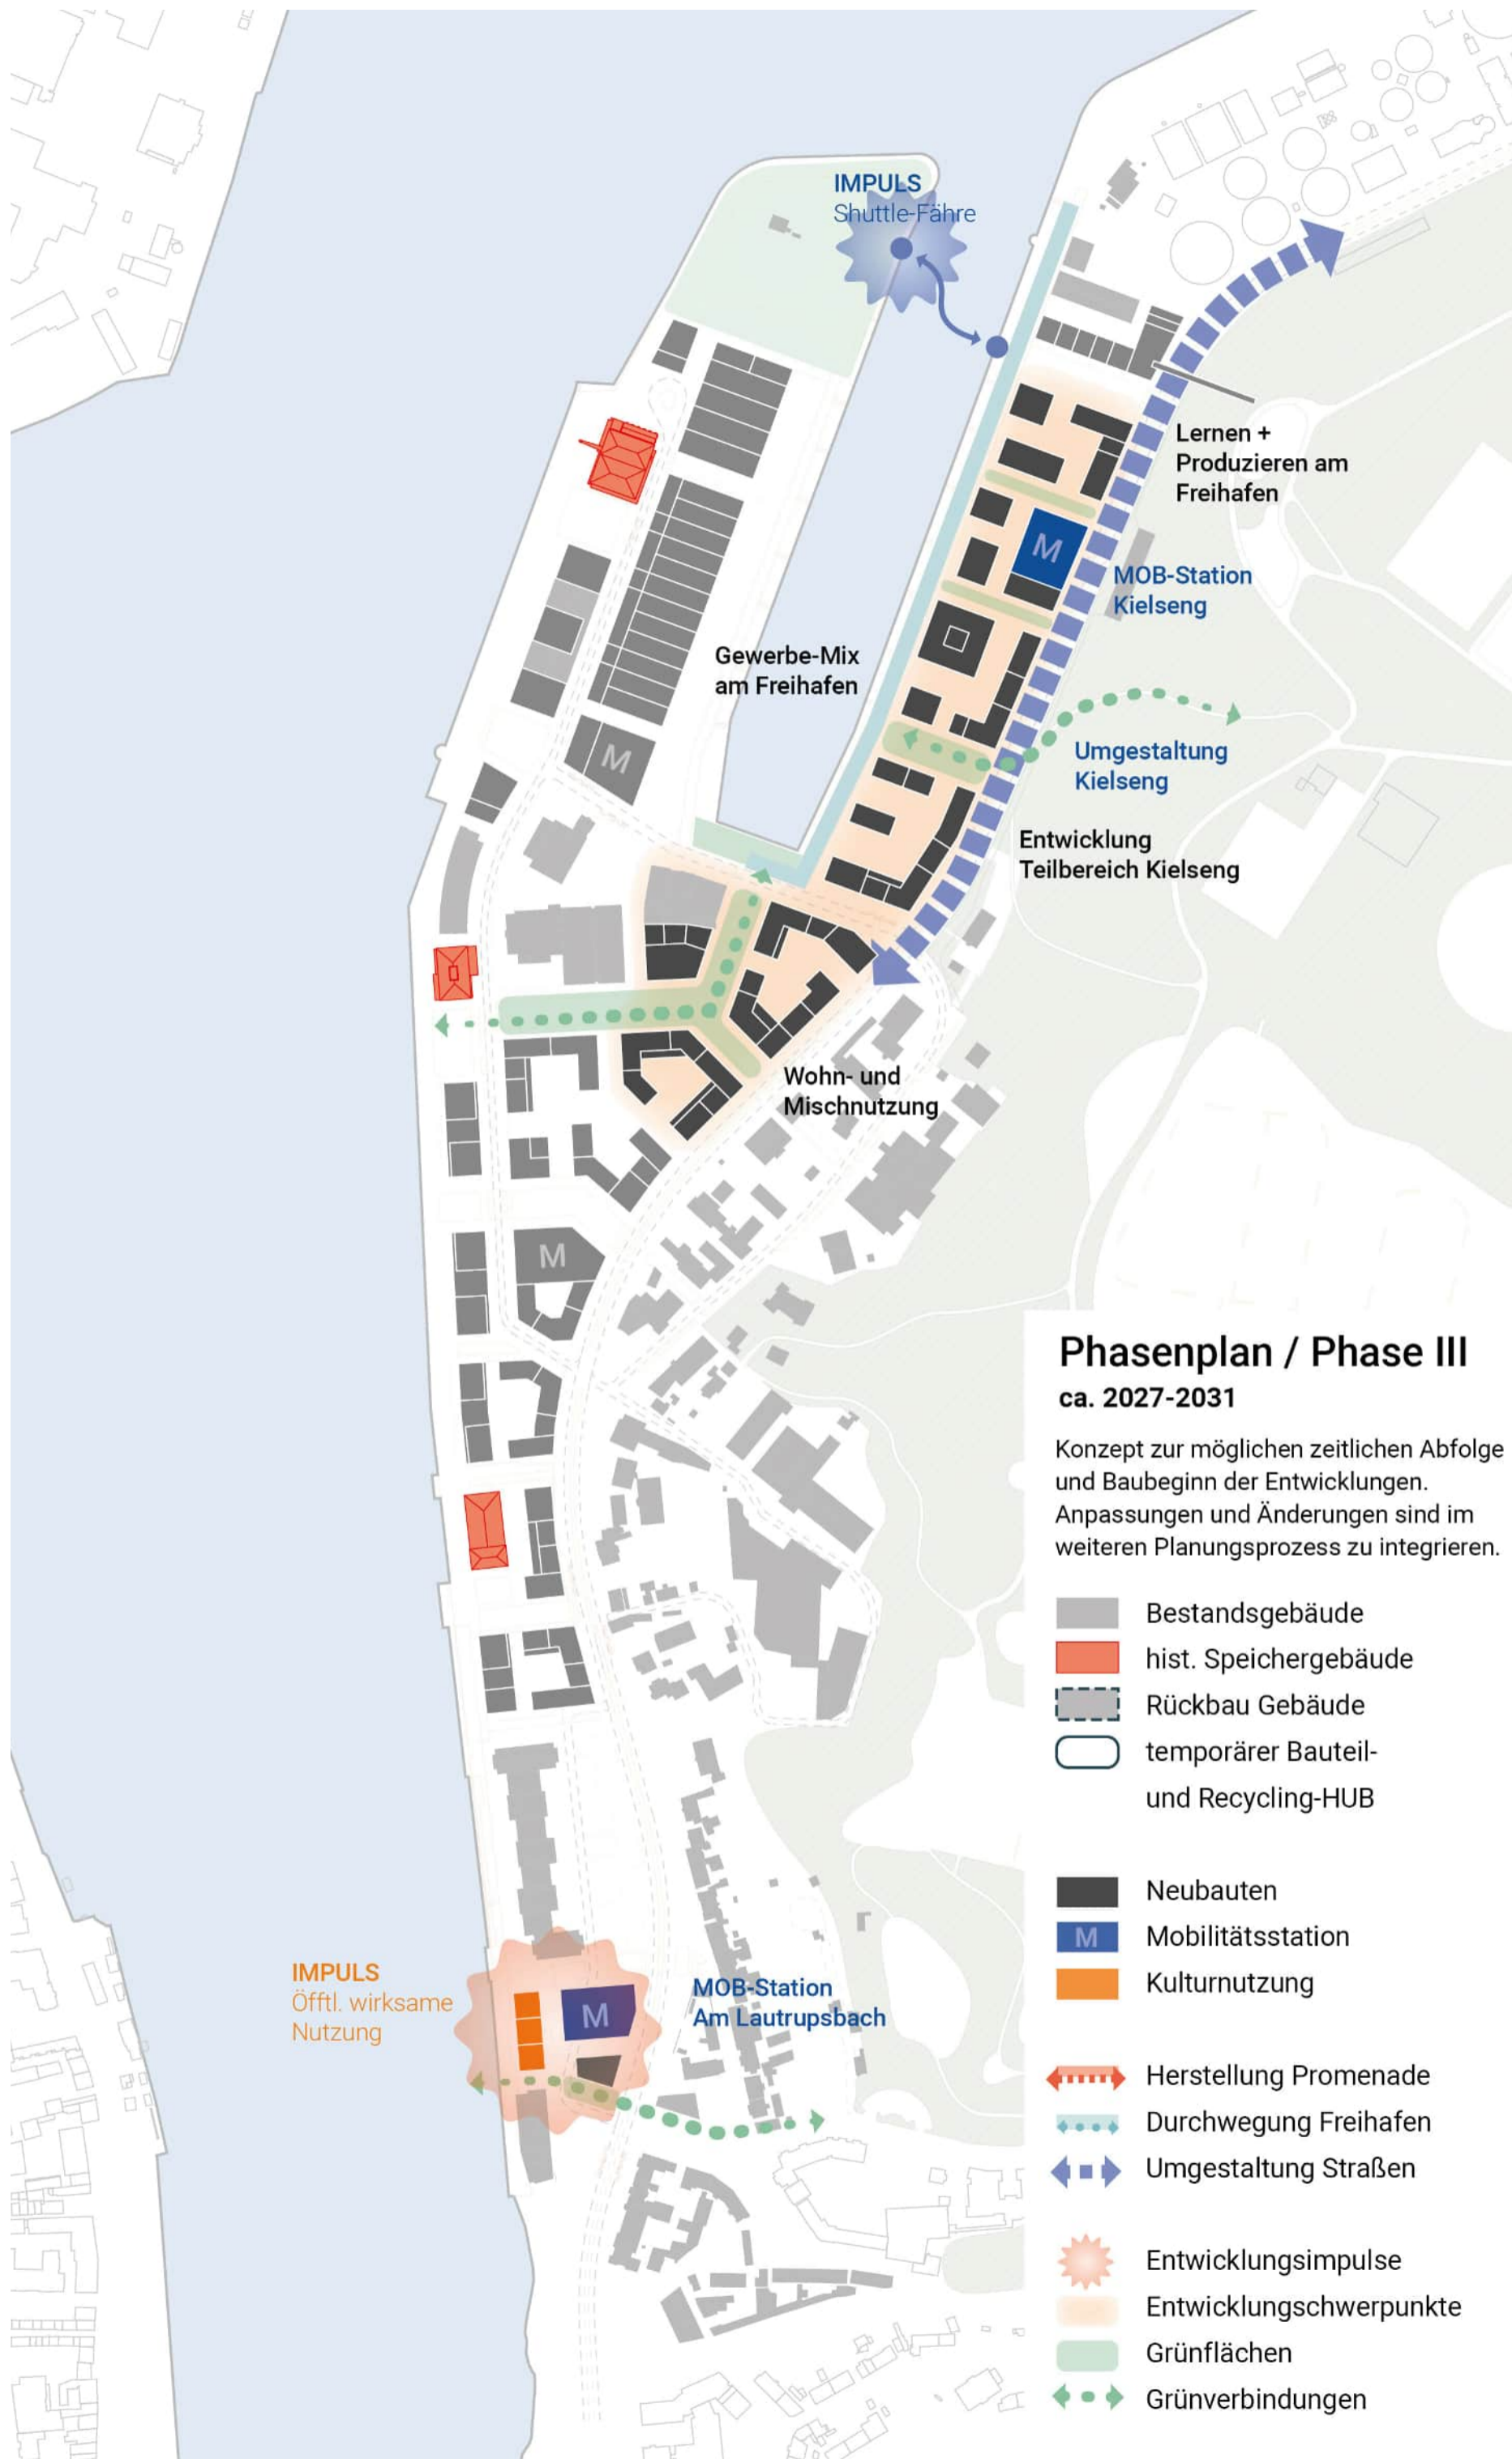 IMPULS
Shuttle-Fähre
Lernen +
Produzieren am
Freihafen
M
MOB-Station
Kielseng
Gewerbe-Mix
am Freihafen
M
Umgestaltung
Kielseng
Entwicklung
Teilbereich Kielseng
Wohn- und
Mischnutzung
M
Phasenplan / Phase III
ca. 2027-2031
Konzept zur möglichen zeitlichen Abfolge
und Baubeginn der Entwicklungen.
Anpassungen und Änderungen sind im
weiteren Planungsprozess zu integrieren.
Bestandsgebäude
hist. Speichergebäude
Rückbau Gebäude
temporärer Bauteil-
und Recycling-HUB
Neubauten
M Mobilitätsstation
Kulturnutzung
IMPULS
Öfftl. wirksame
Nutzung
M
MOB-Station
Am Lautrupsbach
Herstellung Promenade
Durchwegung Freihafen
Umgestaltung Straßen
Entwicklungsimpulse
Entwicklungschwerpunkte
Grünflächen
Grünverbindungen